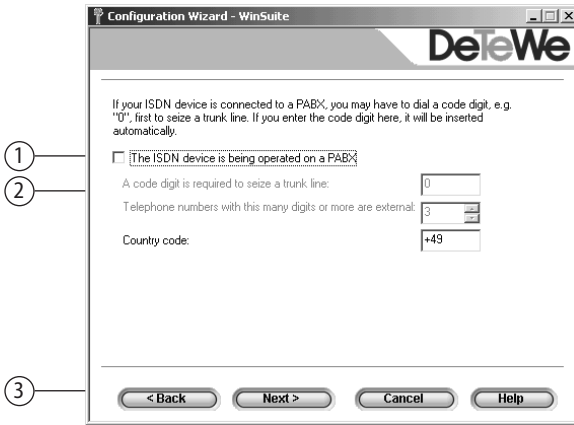 Configuration Wizard - WinSuite
DeTeWe
If your ISDN device is connected to a PABX, you may have to dial a code digit, e.g.
"0", first to seize a trunk line. If you enter the code digit here, it will be inserted
automatically.
1
The ISDN device is being operated on a PABX
2
A code digit is required to seize a trunk line: 0
Telephone numbers with this many digits or more are external: 3
Country code: +49
3
< Back Next > Cancel Help